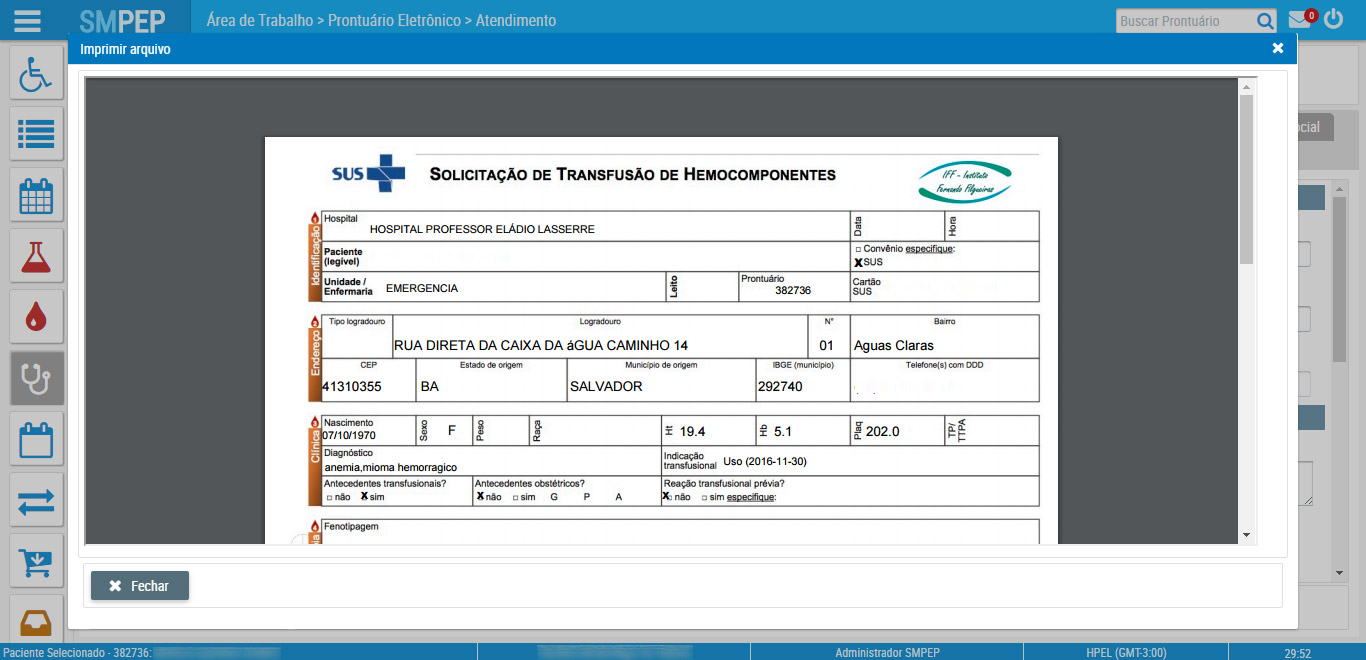 SMPEP
Área de Trabalho > Prontuário Eletrônico > Atendimento
Buscar Prontuário
0
Imprimir arquivo
ocial
SUS
SOLICITAÇÃO DE TRANSFUSÃO DE HEMOCOMPONENTES
IFF - Instituto
Fernando Filgueiras
1
Identificação
Hospital
HOSPITAL PROFESSOR ELÁDIO LASSERRE
Data
Hora
Paciente
(legível)
Convênio especifique:
X SUS
Unidade /
Enfermaria
EMERGENCIA
Leito
Prontuário
382736
Cartão
SUS
2
Endereço
Tipo logradouro
Logradouro
N°
Bairro
RUA DIRETA DA CAIXA DA áGUA CAMINHO 14
01
Aguas Claras
CEP
Estado de origem
Município de origem
IBGE (município)
Telefone(s) com DDD
41310355
BA
SALVADOR
292740
3
Clínica
Nascimento
07/10/1970
Sexo
F
Peso
Raça
Ht 19.4
Hb 5.1
Plaq 202.0
TP/
TTPA
Diagnóstico
anemia,mioma hemorragico
Indicação
transfusional
Uso (2016-11-30)
Antecedentes transfusionais?
não X sim
Antecedentes obstétricos?
X não sim G P A
Reação transfusional prévia?
X não sim especifique:
Fenotipagem
Fechar
Paciente Selecionado - 382736:
Administrador SMPEP
HPEL (GMT-3:00)
29:52